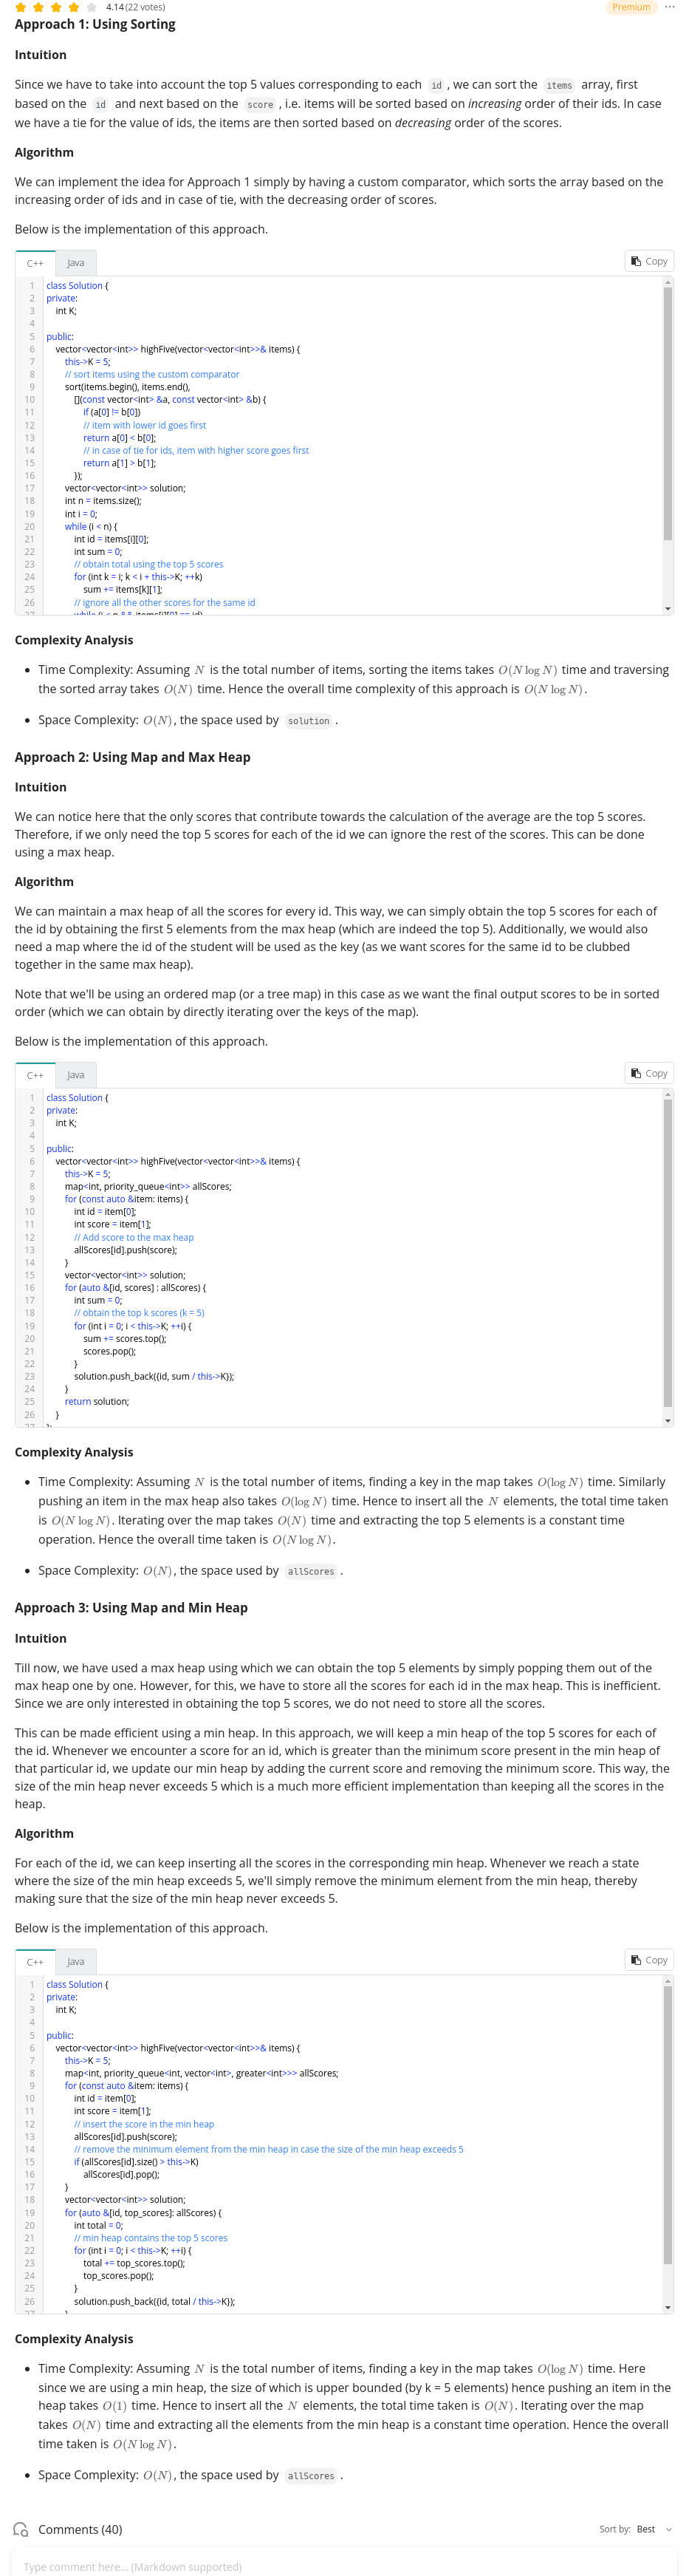 4.14 (22 votes) Premium
Approach 1: Using Sorting
Intuition
Since we have to take into account the top 5 values corresponding to each id , we can sort the items array, first
based on the id and next based on the score , i.e. items will be sorted based on increasing order of their ids. In case
we have a tie for the value of ids, the items are then sorted based on decreasing order of the scores.
Algorithm
We can implement the idea for Approach 1 simply by having a custom comparator, which sorts the array based on the
increasing order of ids and in case of tie, with the decreasing order of scores.
Below is the implementation of this approach.
C++ Java Copy
1 class Solution {
2 private:
3 int K;
4
5 public:
6 vector<vector<int>> highFive(vector<vector<int>>& items) {
7 this->K = 5;
8 // sort items using the custom comparator
9 sort(items.begin(), items.end(),
10 [](const vector<int> &a, const vector<int> &b) {
11 if (a[0] != b[0])
12 // item with lower id goes first
13 return a[0] < b[0];
14 // in case of tie for ids, item with higher score goes first
15 return a[1] > b[1];
16 });
17 vector<vector<int>> solution;
18 int n = items.size();
19 int i = 0;
20 while (i < n) {
21 int id = items[i][0];
22 int sum = 0;
23 // obtain total using the top 5 scores
24 for (int k = i; k < i + this->K; ++k)
25 sum += items[k][1];
26 // ignore all the other scores for the same id
27 while (i < n && items[i][0] == id)
Complexity Analysis
• Time Complexity: Assuming N is the total number of items, sorting the items takes O(N log N) time and traversing
the sorted array takes O(N) time. Hence the overall time complexity of this approach is O(N log N).
• Space Complexity: O(N), the space used by solution .
Approach 2: Using Map and Max Heap
Intuition
We can notice here that the only scores that contribute towards the calculation of the average are the top 5 scores.
Therefore, if we only need the top 5 scores for each of the id we can ignore the rest of the scores. This can be done
using a max heap.
Algorithm
We can maintain a max heap of all the scores for every id. This way, we can simply obtain the top 5 scores for each of
the id by obtaining the first 5 elements from the max heap (which are indeed the top 5). Additionally, we would also
need a map where the id of the student will be used as the key (as we want scores for the same id to be clubbed
together in the same max heap).
Note that we'll be using an ordered map (or a tree map) in this case as we want the final output scores to be in sorted
order (which we can obtain by directly iterating over the keys of the map).
Below is the implementation of this approach.
C++ Java Copy
1 class Solution {
2 private:
3 int K;
4
5 public:
6 vector<vector<int>> highFive(vector<vector<int>>& items) {
7 this->K = 5;
8 map<int, priority_queue<int>> allScores;
9 for (const auto &item: items) {
10 int id = item[0];
11 int score = item[1];
12 // Add score to the max heap
13 allScores[id].push(score);
14 }
15 vector<vector<int>> solution;
16 for (auto &[id, scores] : allScores) {
17 int sum = 0;
18 // obtain the top k scores (k = 5)
19 for (int i = 0; i < this->K; ++i) {
20 sum += scores.top();
21 scores.pop();
22 }
23 solution.push_back({id, sum / this->K});
24 }
25 return solution;
26 }
27 };
Complexity Analysis
• Time Complexity: Assuming N is the total number of items, finding a key in the map takes O(log N) time. Similarly
pushing an item in the max heap also takes O(log N) time. Hence to insert all the N elements, the total time taken
is O(N log N). Iterating over the map takes O(N) time and extracting the top 5 elements is a constant time
operation. Hence the overall time taken is O(N log N).
• Space Complexity: O(N), the space used by allScores .
Approach 3: Using Map and Min Heap
Intuition
Till now, we have used a max heap using which we can obtain the top 5 elements by simply popping them out of the
max heap one by one. However, for this, we have to store all the scores for each id in the max heap. This is inefficient.
Since we are only interested in obtaining the top 5 scores, we do not need to store all the scores.
This can be made efficient using a min heap. In this approach, we will keep a min heap of the top 5 scores for each of
the id. Whenever we encounter a score for an id, which is greater than the minimum score present in the min heap of
that particular id, we update our min heap by adding the current score and removing the minimum score. This way, the
size of the min heap never exceeds 5 which is a much more efficient implementation than keeping all the scores in the
heap.
Algorithm
For each of the id, we can keep inserting all the scores in the corresponding min heap. Whenever we reach a state
where the size of the min heap exceeds 5, we'll simply remove the minimum element from the min heap, thereby
making sure that the size of the min heap never exceeds 5.
Below is the implementation of this approach.
C++ Java Copy
1 class Solution {
2 private:
3 int K;
4
5 public:
6 vector<vector<int>> highFive(vector<vector<int>>& items) {
7 this->K = 5;
8 map<int, priority_queue<int, vector<int>, greater<int>>> allScores;
9 for (const auto &item: items) {
10 int id = item[0];
11 int score = item[1];
12 // insert the score in the min heap
13 allScores[id].push(score);
14 // remove the minimum element from the min heap in case the size of the min heap exceeds 5
15 if (allScores[id].size() > this->K)
16 allScores[id].pop();
17 }
18 vector<vector<int>> solution;
19 for (auto &[id, top_scores]: allScores) {
20 int total = 0;
21 // min heap contains the top 5 scores
22 for (int i = 0; i < this->K; ++i) {
23 total += top_scores.top();
24 top_scores.pop();
25 }
26 solution.push_back({id, total / this->K});
27 }
Complexity Analysis
• Time Complexity: Assuming N is the total number of items, finding a key in the map takes O(log N) time. Here
since we are using a min heap, the size of which is upper bounded (by k = 5 elements) hence pushing an item in the
heap takes O(1) time. Hence to insert all the N elements, the total time taken is O(N). Iterating over the map
takes O(N) time and extracting all the elements from the min heap is a constant time operation. Hence the overall
time taken is O(N log N).
• Space Complexity: O(N), the space used by allScores .
Comments (40) Sort by: Best
Type comment here... (Markdown supported)